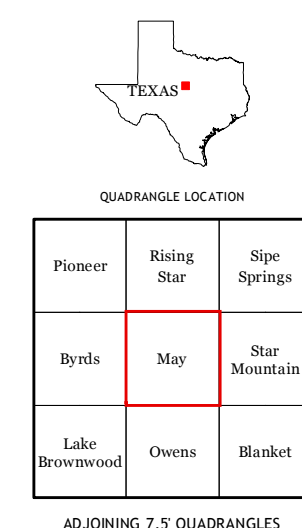 TEXAS
QUADRANGLE LOCATION
Pioneer
Rising
Star
Sipe
Springs
Byrds
May
Star
Mountain
Lake
Brownwood
Owens
Blanket
ADJOINING 7.5' QUADRANGLES